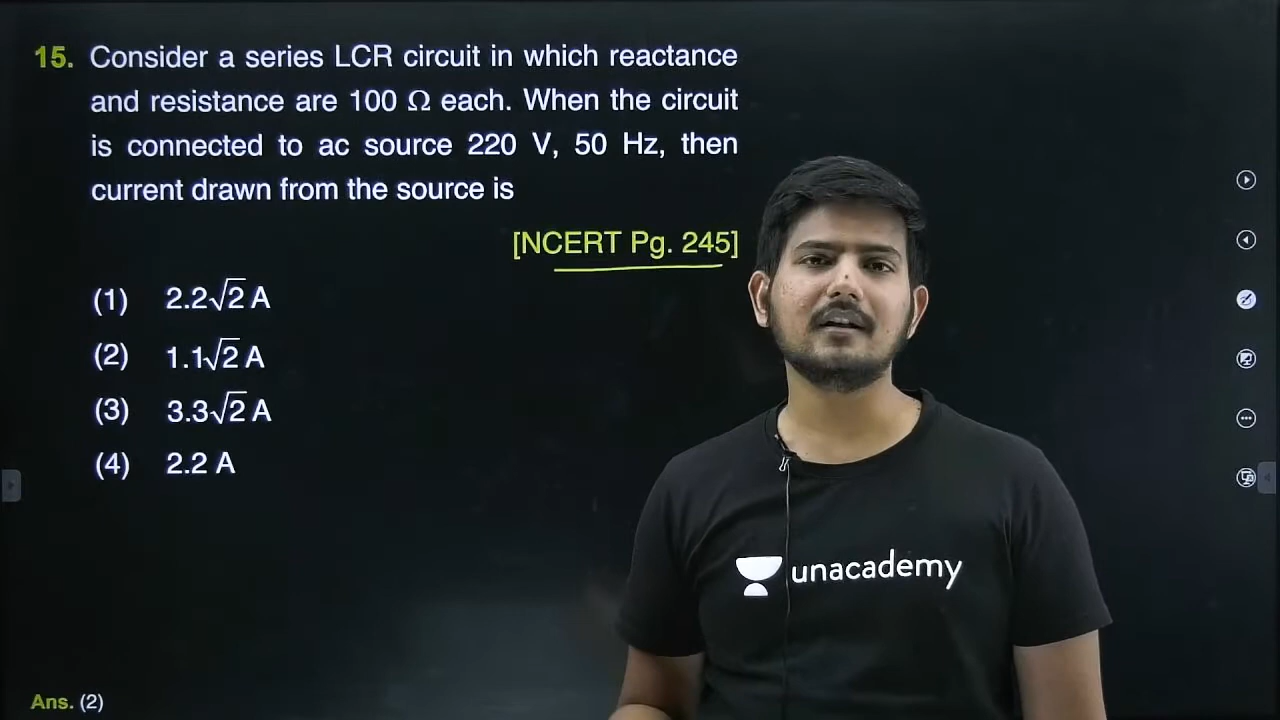 15. Consider a series LCR circuit in which reactance
and resistance are 100 Ω each. When the circuit
is connected to ac source 220 V, 50 Hz, then
current drawn from the source is
[NCERT Pg. 245]
(1) 2.2√2 A
(2) 1.1√2 A
(3) 3.3√2 A
(4) 2.2 A
unacademy
Ans. (2)